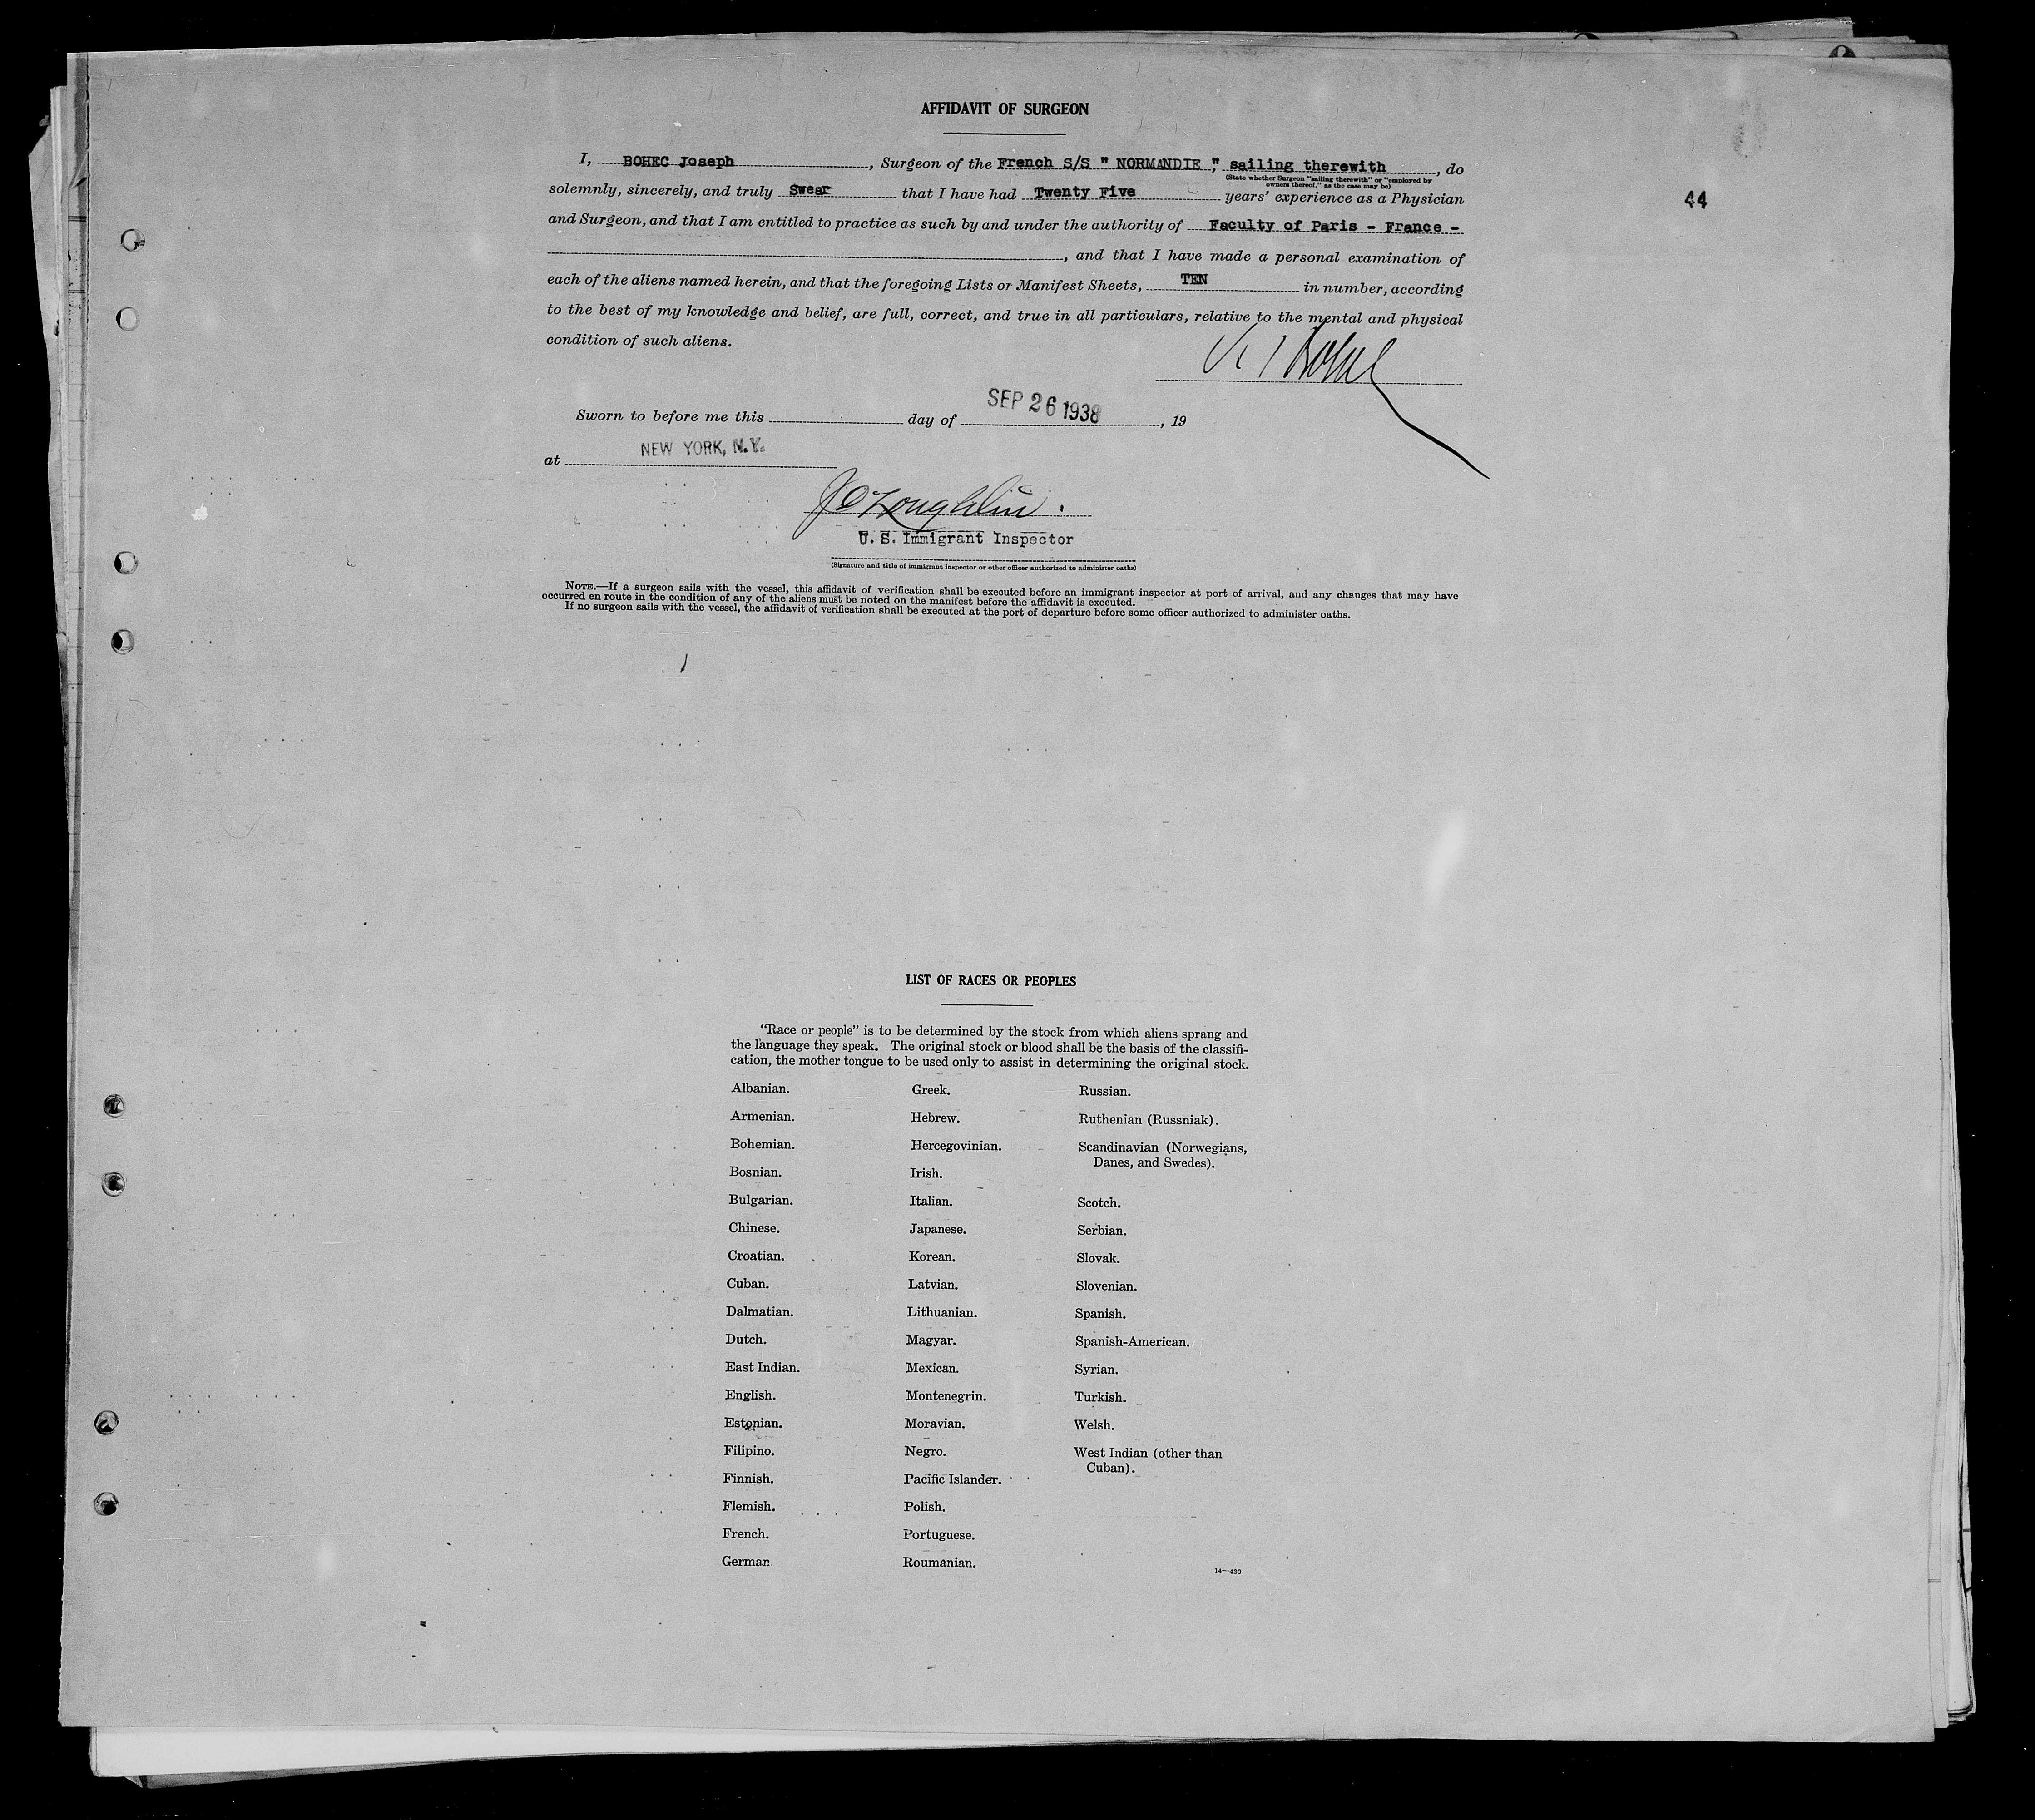 AFFIDAVIT OF SURGEON
44
I, BOHEC Joseph, Surgeon of the French S/S " NORMANDIE ," sailing therewith, do
(State whether Surgeon "sailing therewith" or "employed by
owners thereof," as the case may be)
solemnly, sincerely, and truly Swear that I have had Twenty Five years' experience as a Physician
and Surgeon, and that I am entitled to practice as such by and under the authority of Faculty of Paris - France -
, and that I have made a personal examination of
each of the aliens named herein, and that the foregoing Lists or Manifest Sheets, TEN in number, according
to the best of my knowledge and belief, are full, correct, and true in all particulars, relative to the mental and physical
condition of such aliens.
Sworn to before me this day of SEP 26 1938, 19
at NEW YORK, N.Y.
U. S. Immigrant Inspector
(Signature and title of immigrant inspector or other officer authorized to administer oaths)
NOTE.—If a surgeon sails with the vessel, this affidavit of verification shall be executed before an immigrant inspector at port of arrival, and any changes that may have
occurred en route in the condition of any of the aliens must be noted on the manifest before the affidavit is executed.
If no surgeon sails with the vessel, the affidavit of verification shall be executed at the port of departure before some officer authorized to administer oaths.
LIST OF RACES OR PEOPLES
"Race or people" is to be determined by the stock from which aliens sprang and
the language they speak. The original stock or blood shall be the basis of the classifi-
cation, the mother tongue to be used only to assist in determining the original stock.
Albanian.
Armenian.
Bohemian.
Bosnian.
Bulgarian.
Chinese.
Croatian.
Cuban.
Dalmatian.
Dutch.
East Indian.
English.
Estonian.
Filipino.
Finnish.
Flemish.
French.
German
Greek.
Hebrew.
Hercegovinian.
Irish.
Italian.
Japanese.
Korean.
Latvian.
Lithuanian.
Magyar.
Mexican.
Montenegrin.
Moravian.
Negro.
Pacific Islander.
Polish.
Portuguese.
Roumanian.
Russian.
Ruthenian (Russniak).
Scandinavian (Norwegians,
Danes, and Swedes).
Scotch.
Serbian.
Slovak.
Slovenian.
Spanish.
Spanish-American.
Syrian.
Turkish.
Welsh.
West Indian (other than
Cuban).
14—430